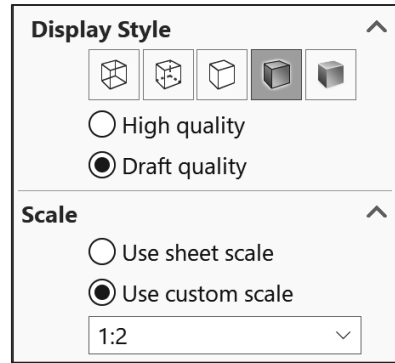 Display Style
High quality
Draft quality
Scale
Use sheet scale
Use custom scale
1:2